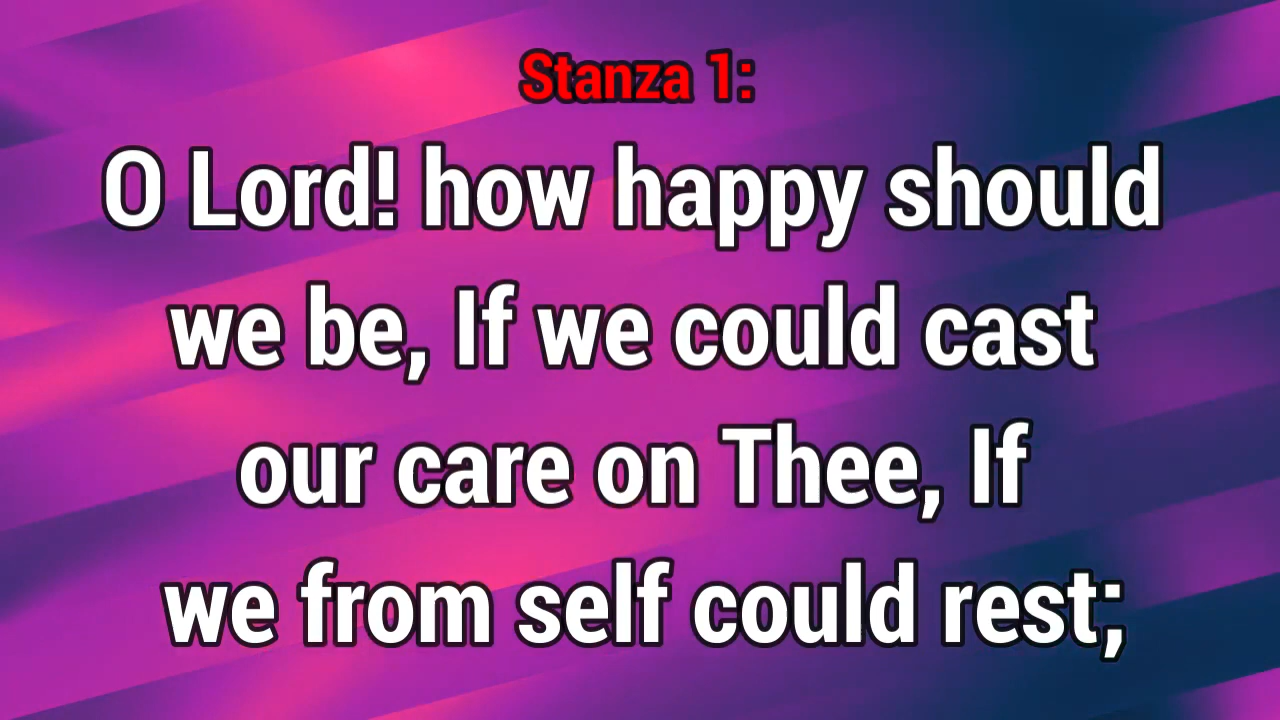 Stanza 1:
O Lord! how happy should
we be, If we could cast
our care on Thee, If
we from self could rest;